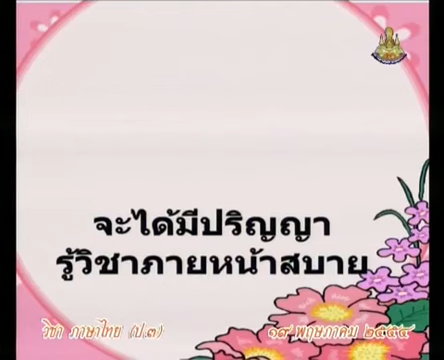 จะได้มีปริญญา
รู้วิชาภายหน้าสบาย
วิชา ภาษาไทย (ป.๓)
๑๘ พฤษภาคม ๒๕๕๔